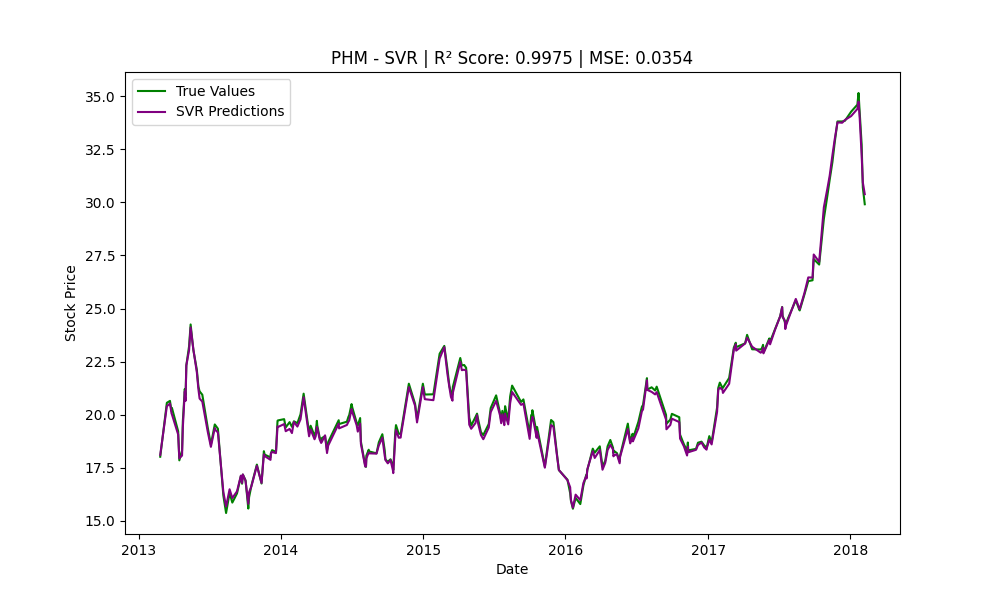 PHM - SVR | R² Score: 0.9975 | MSE: 0.0354
True Values
SVR Predictions
35.0
32.5
30.0
27.5
25.0
22.5
20.0
17.5
15.0
Stock Price
2013 2014 2015 2016 2017 2018
Date